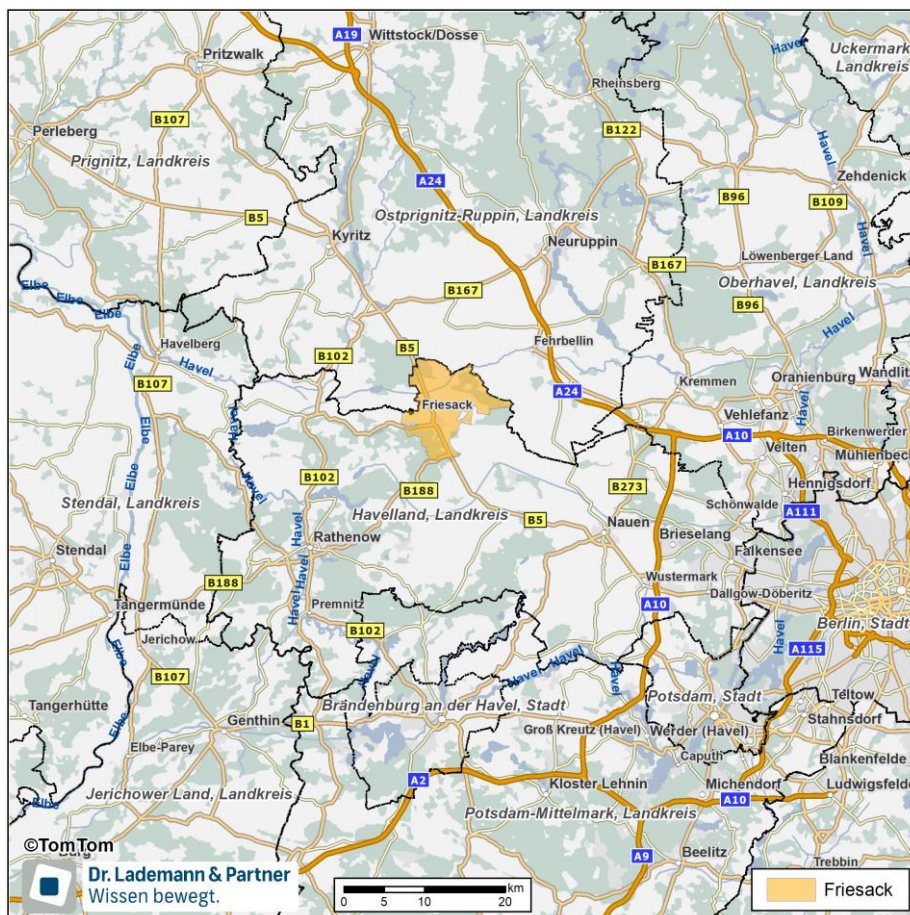 A19
Wittstock/Dosse
Havel
Uckermark
Landkreis
Pritzwalk
Rheinsberg
B107
Perleberg
B122
Prignitz, Landkreis
Havel
Zehdenick
A24
B96
B109
B5
Ostprignitz-Ruppin, Landkreis
Kyritz
Neuruppin
Havel
Löwenberger Land
B167
Elbe
Elbe
Elbe
B167
Oberhavel, Landkreis
B96
Havelberg
B5
Fehrbellin
Havel
B102
Havel
B107
Elbe
Kremmen
Oranienburg
Wandlitz
A24
Friesack
Elbe
Havel
Vehlefanz
Havel
A10
Birkenwerder
Velten
Mühlenbeck
B102
Havel
B188
B273
Hennigsdorf
Stendal, Landkreis
Havelland, Landkreis
Schönwalde
A111
B5
Nauen
Havel
Rathenow
Brieselang
Falkensee
Stendal
Elbe
Havel
B188
Wustermark
Dallgow-Döberitz
Tangermünde
Premnitz
A10
Berlin, Stadt
Havel
B102
Havel
Jerichow
Elbe
A115
B107
Havel
Havel
Havel
Havel
Potsdam, Stadt
Teltow
Tangerhütte
Brandenburg an der Havel, Stadt
Stahnsdorf
Elbe
Genthin
B1
Groß Kreutz (Havel)
Werder (Havel)
Elbe-Parey
Caputh
Blankenfelde
A2
Kloster Lehnin
Michendorf
Ludwigsfelde
Jerichower Land, Landkreis
A10
Elbe
Potsdam-Mittelmark, Landkreis
©TomTom
Burg
A9
Beelitz
Trebbin
Dr. Lademann & Partner
Wissen bewegt.
km
0 5 10 20
Friesack